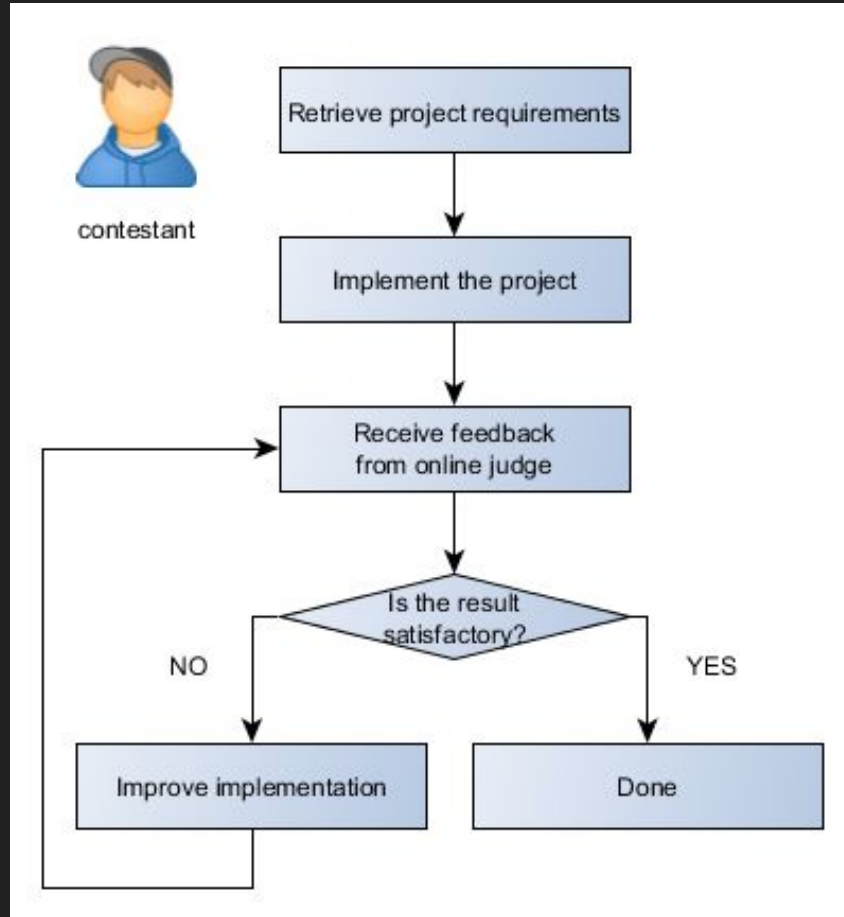 contestant
Retrieve project requirements
Implement the project
Receive feedback
from online judge
Is the result
satisfactory?
NO
YES
Improve implementation
Done